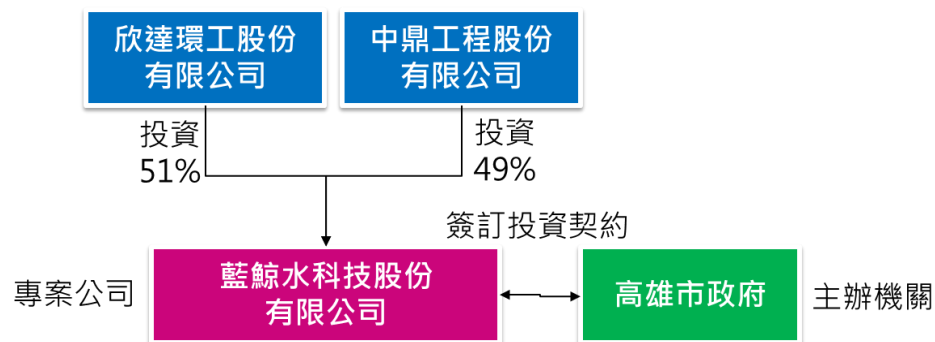 欣達環工股份
有限公司
中鼎工程股份
有限公司
投資
51%
投資
49%
簽訂投資契約
專案公司
藍鯨水科技股份
有限公司
高雄市政府
主辦機關